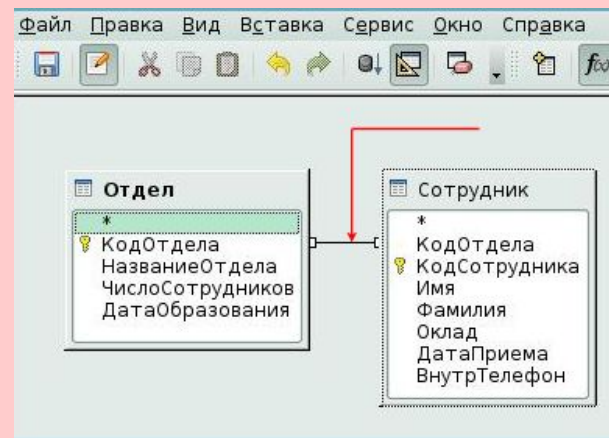 Файл Правка Вид Вставка Сервис Окно Справка
Отдел
*
КодОтдела
НазваниеОтдела
ЧислоСотрудников
ДатаОбразования
Сотрудник
*
КодОтдела
КодСотрудника
Имя
Фамилия
Оклад
ДатаПриема
ВнутрТелефон